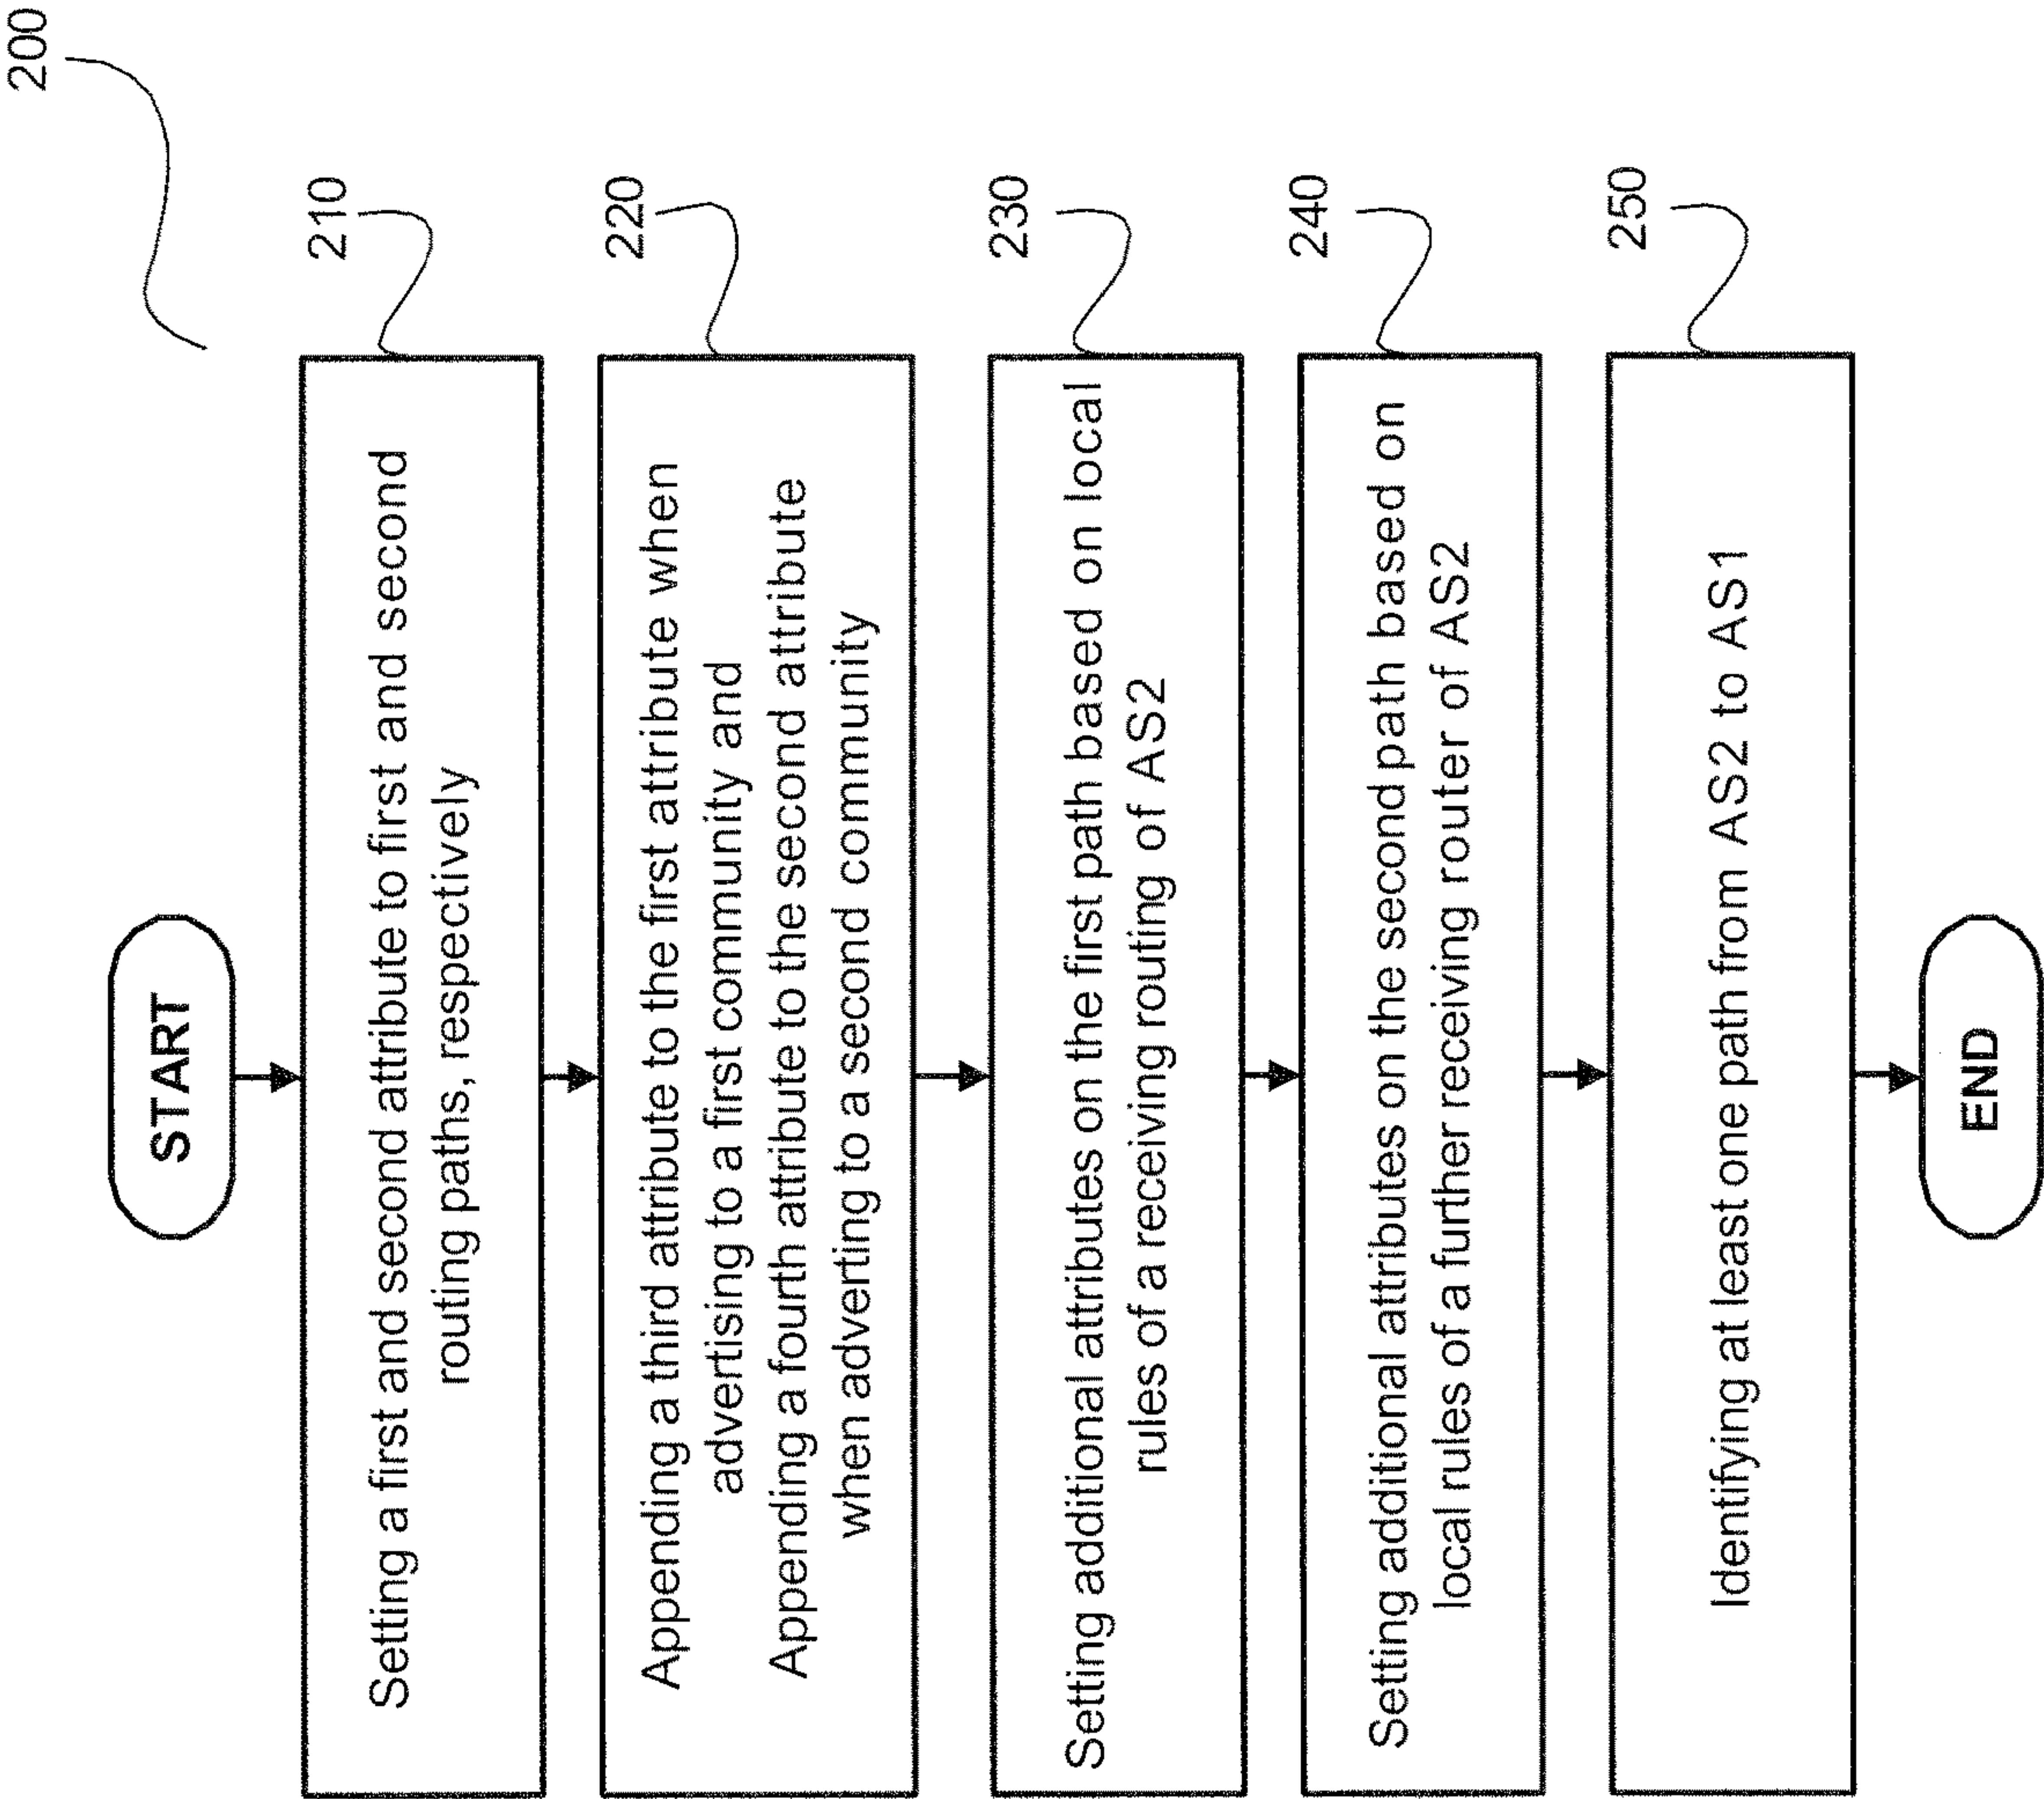 200
START
210
Setting a first and second attribute to first and second
routing paths, respectively
220
Appending a third attribute to the first attribute when
advertising to a first community and
Appending a fourth attribute to the second attribute
when adverting to a second community
230
Setting additional attributes on the first path based on local
rules of a receiving routing of AS2
240
Setting additional attributes on the second path based on
local rules of a further receiving router of AS2
250
Identifying at least one path from AS2 to AS1
END